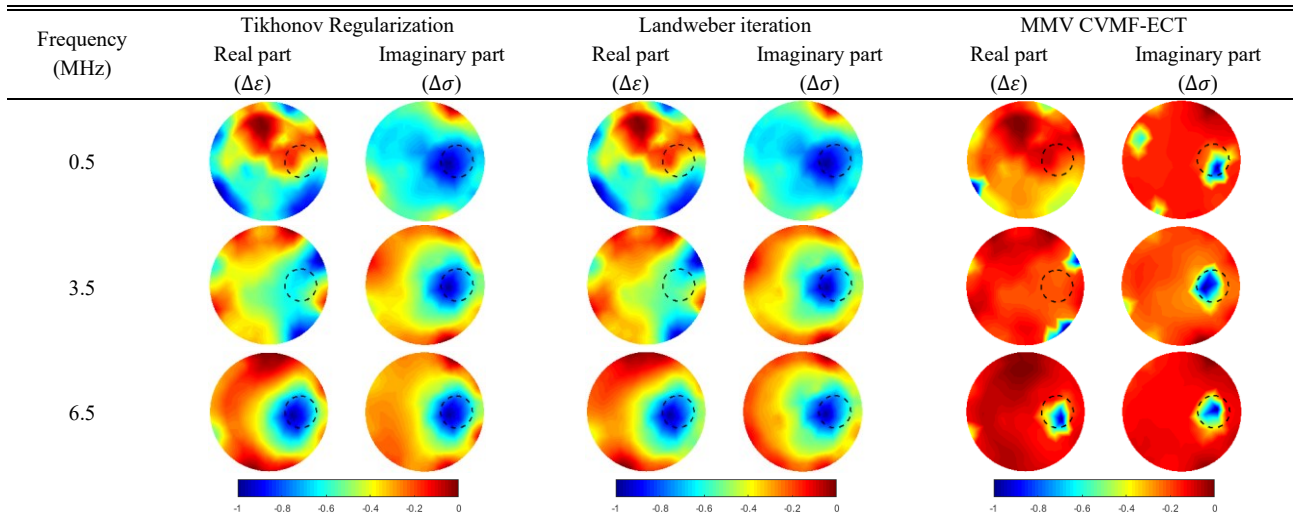 Tikhonov Regularization Landweber iteration MMV CVMF-ECT
Frequency
(MHz)
Real part Imaginary part Real part Imaginary part Real part Imaginary part
(Δε) (Δσ) (Δε) (Δσ) (Δε) (Δσ)
0.5
3.5
6.5
-1 -0.8 -0.6 -0.4 -0.2 0 -1 -0.8 -0.6 -0.4 -0.2 0 -1 -0.8 -0.6 -0.4 -0.2 0